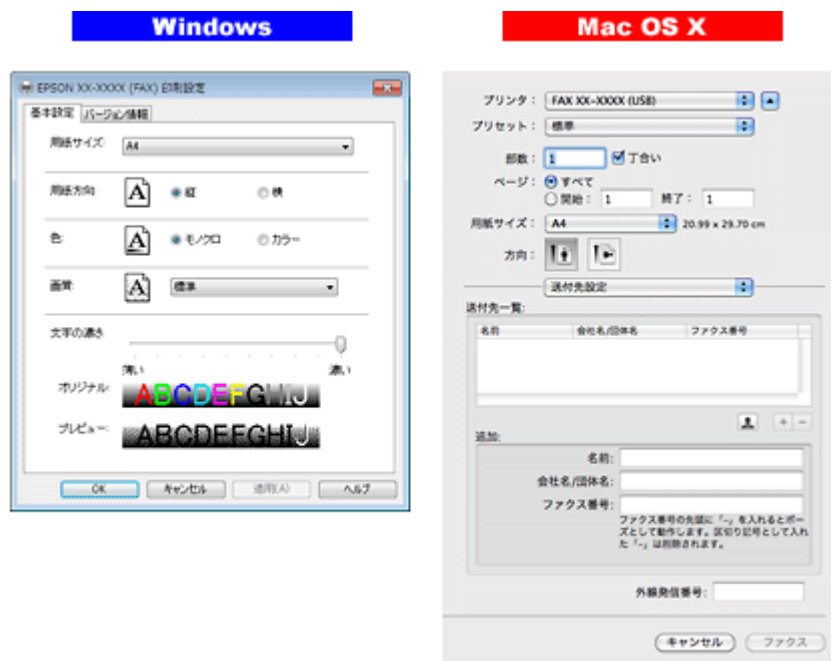 Windows
EPSON XX-XXXX (FAX) 印刷設定
基本設定 バージョン情報
用紙サイズ: A4
用紙方向: A 縦 横
色: A モノクロ カラー
画質: A 標準
文字の濃さ
薄い 濃い
オリジナル: ABCDEFGHIJ
プレビュー: ABCDEFGHIJ
OK キャンセル 適用(A) ヘルプ
Mac OS X
プリンタ: FAX XX-XXXX (USB)
プリセット: 標準
部数: 1 丁合い
ページ: すべて
開始: 1 終了: 1
用紙サイズ: A4 20.99 x 29.70 cm
方向:
送付先設定
送付先一覧:
名前 会社名/団体名 ファクス番号
+ −
追加:
名前:
会社名/団体名:
ファクス番号:
ファクス番号の先頭に「-」を入れるとポー
ズとして動作します。区切り記号として入れ
た「-」は削除されます。
外線発信番号:
キャンセル ファクス